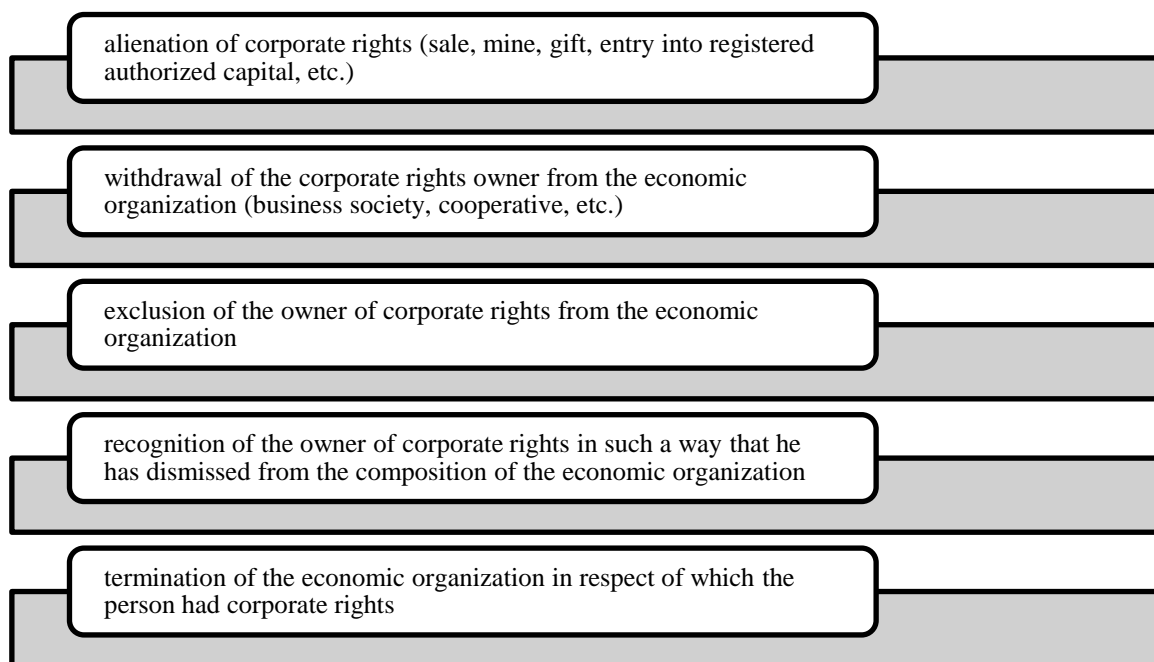 alienation of corporate rights (sale, mine, gift, entry into registered
authorized capital, etc.)
withdrawal of the corporate rights owner from the economic
organization (business society, cooperative, etc.)
exclusion of the owner of corporate rights from the economic
organization
recognition of the owner of corporate rights in such a way that he
has dismissed from the composition of the economic organization
termination of the economic organization in respect of which the
person had corporate rights